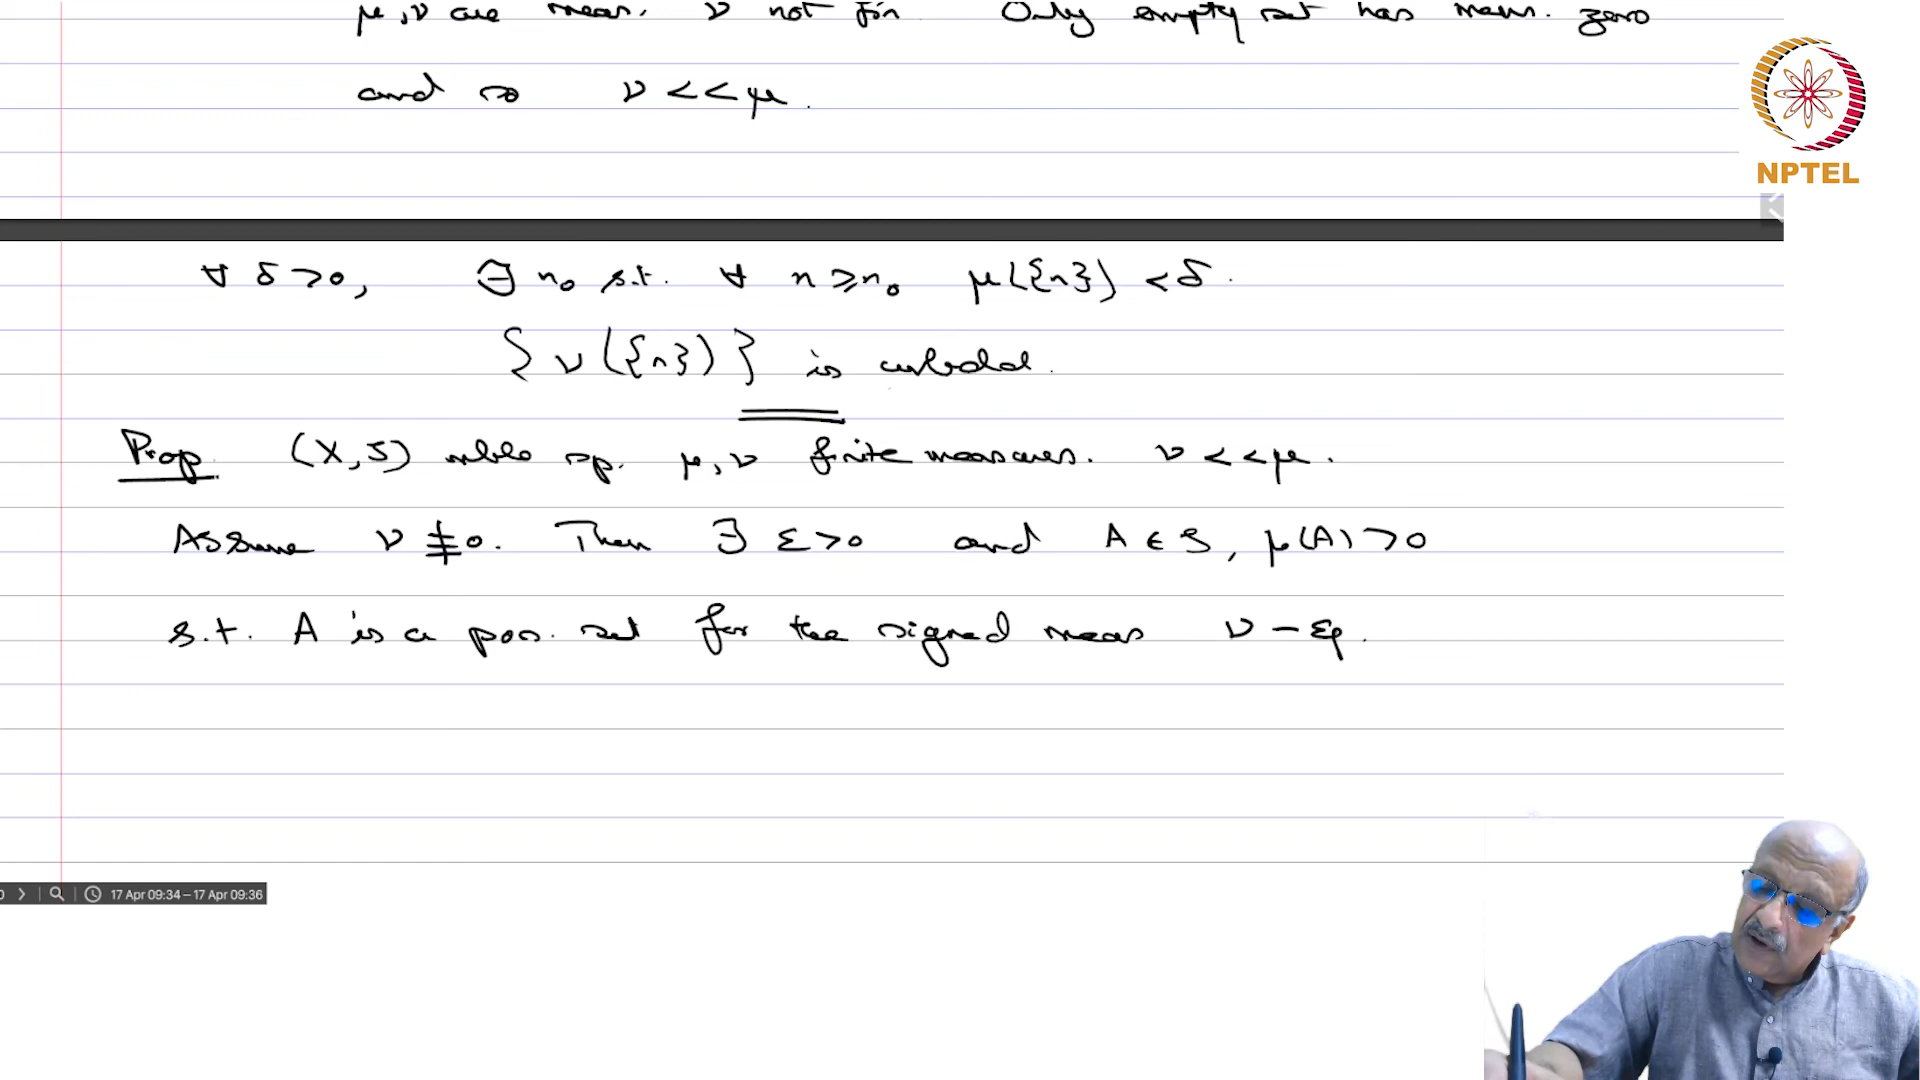 μ, ν are meas. ν not fin. Only empty set has meas. zero
and so ν << μ.
NPTEL
∀ δ > 0, ∃ n₀ s.t. ∀ n ≥ n₀ μ({n}) < δ.
{ν({n})} is unbdd.
Prop. (X, S) mble sp. μ, ν finite measures. ν << μ.
Assume ν ≢ 0. Then ∃ ε > 0 and A ∈ S, μ(A) > 0
s.t. A is a pos. set for the signed meas ν - εμ.
17 Apr 09:34 – 17 Apr 09:36